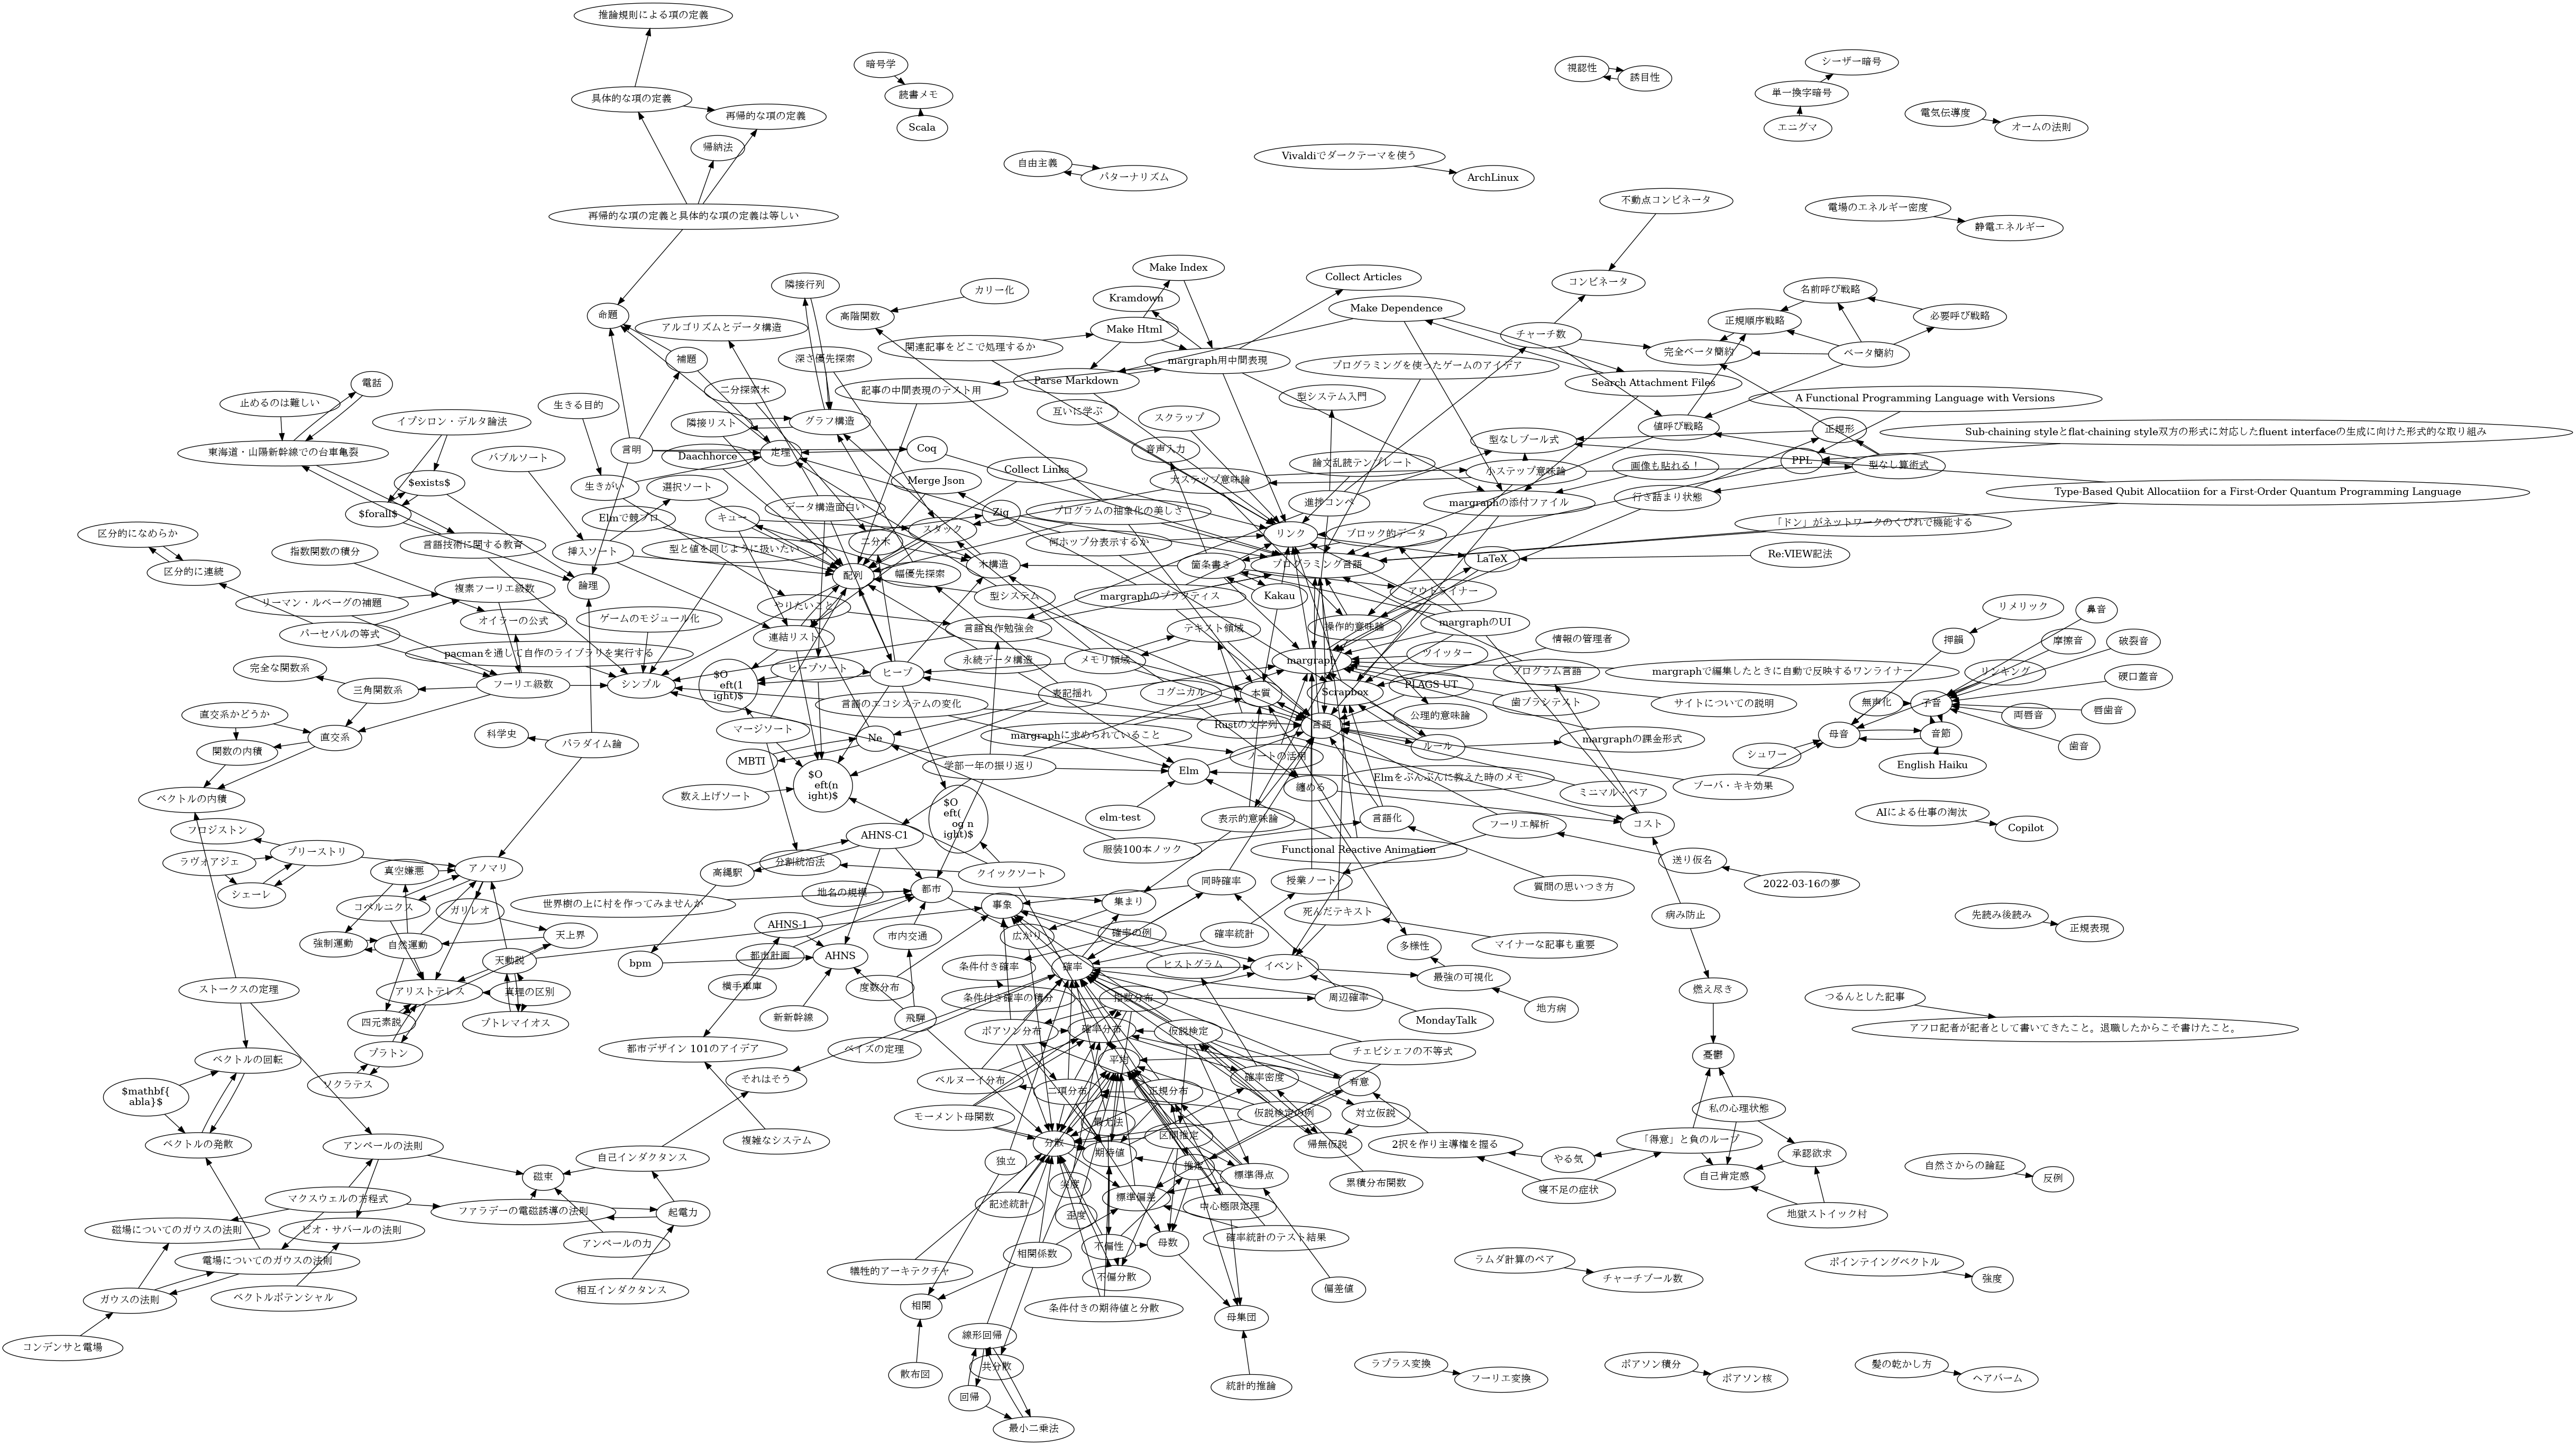 推論規則による項の定義
暗号学
シーザー暗号
視認性
誘目性
具体的な項の定義
読書メモ
単一換字暗号
再帰的な項の定義
電気伝導度
Scala
エニグマ
オームの法則
帰納法
自由主義
Vivaldiでダークテーマを使う
パターナリズム
ArchLinux
再帰的な項の定義と具体的な項の定義は等しい
不動点コンビネータ
電場のエネルギー密度
静電エネルギー
Make Index
Collect Articles
コンビネータ
隣接行列
カリー化
Kramdown
名前呼び戦略
命題
高階関数
Make Dependence
必要呼び戦略
アルゴリズムとデータ構造
Make Html
チャーチ数
正規順序戦略
関連記事をどこで処理するか
補題
深さ優先探索
margraph用中間表現
完全ベータ簡約
ベータ簡約
プログラミングを使ったゲームのアイデア
電話
Parse Markdown
Search Attachment Files
二分探索木
記事の中間表現のテスト用
型システム入門
A Functional Programming Language with Versions
止めるのは難しい
生きる目的
互いに学ぶ
スクラップ
イプシロン・デルタ論法
隣接リスト
グラフ構造
値呼び戦略
正規形
Sub-chaining styleとflat-chaining style双方の形式に対応したfluent interfaceの生成に向けた形式的な取り組み
型なしブール式
東海道・山陽新幹線での台車亀裂
言明
定理
Coq
音声入力
バブルソート
Daachhorce
PPL
型なし算術式
Collect Links
大ステップ意味論
論文乱読テンプレート
小ステップ意味論
画像も貼れる！
$exists$
生きがい
選択ソート
Merge Json
行き詰まり状態
Type-Based Qubit Allocatiion for a First-Order Quantum Programming Language
$forall$
データ構造面白い
Zig
プログラムの抽象化の美しさ
進捗コンペ
margraphの添付ファイル
Elmで競プロ
キュー
スタック
「ドン」がネットワークのくびれで機能する
区分的になめらか
リンク
ブロック的データ
言語技術に関する教育
二分木
何ホップ分表示するか
指数関数の積分
挿入ソート
型と値を同じように扱いたい
LaTeX
Re:VIEW記法
区分的に連続
論理
配列
幅優先探索
木構造
箇条書き
プログラミング言語
複素フーリエ級数
型システム
margraphのプラクティス
Kakau
アウトライナー
リーマン・ルベーグの補題
やりたいこと
リメリック
鼻音
オイラーの公式
ゲームのモジュール化
margraphのUI
パーセバルの等式
連結リスト
言語自作勉強会
テキスト領域
操作的意味論
情報の管理者
押韻
摩擦音
破裂音
pacmanを通して自作のライブラリを実行する
ツイッター
完全な関数系
ヒープソート
ヒープ
永続データ構造
メモリ領域
margraph
プログラム言語
margraphで編集したときに自動で反映するワンライナー
リンキング
硬口蓋音
三角関数系
フーリエ級数
シンプル
$O
eft(1
ight)$
表記揺れ
コグニカル
本質
Scrapbox
PLAGS UT
歯ブラシテスト
サイトについての説明
無声化
子音
唇歯音
直交系かどうか
言語のエコシステムの変化
Rustの文字列
言語
公理的意味論
両唇音
マージソート
直交系
科学史
パラダイム論
Ne
margraphに求められていること
母音
音節
margraphの課金形式
関数の内積
ノートの活用
ルール
歯音
MBTI
学部一年の振り返り
Elm
シュワー
English Haiku
$O
eft(n
ight)$
Elmをぶんぶんに教えた時のメモ
ベクトルの内積
数え上げソート
纏める
ミニマル・ペア
ブーバ・キキ効果
$O
eft(
og n
ight)$
elm-test
表示的意味論
言語化
AIによる仕事の淘汰
フロジストン
AHNS-C1
フーリエ解析
コスト
Copilot
プリーストリ
服装100本ノック
Functional Reactive Animation
ラヴォアジェ
アノマリ
分割統治法
送り仮名
真空嫌悪
高縄駅
クイックソート
同時確率
授業ノート
質問の思いつき方
2022-03-16の夢
シェーレ
世界樹の上に村を作ってみませんか
地名の規模
都市
コペルニクス
ガリレオ
集まり
事象
死んだテキスト
病み防止
先読み後読み
AHNS-1
強制運動
自然運動
天上界
市内交通
広がり
確率の例
確率統計
多様性
マイナーな記事も重要
正規表現
都市計画
AHNS
bpm
天動説
条件付き確率
確率
ヒストグラム
イベント
最強の可視化
ストークスの定理
アリストテレス
真理の区別
横手車庫
度数分布
条件付き確率の積分
指数分布
周辺確率
燃え尽き
つるんとした記事
地方病
四元素説
プトレマイオス
新新幹線
飛騨
ポアソン分布
確率分布
仮説検定
MondayTalk
アフロ記者が記者として書いてきたこと。退職したからこそ書けたこと。
ベクトルの回転
プラトン
都市デザイン 101のアイデア
ベイズの定理
平均
チェビシェフの不等式
憂鬱
ソクラテス
それはそう
ベルヌーイ分布
確率密度
有意
$mathbf{
abla}$
二項分布
正規分布
モーメント母関数
最尤法
仮説検定の例
対立仮説
私の心理状態
ベクトルの発散
アンペールの法則
複雑なシステム
分散
区間推定
帰無仮説
2択を作り主導権を握る
「得意」と負のループ
自己インダクタンス
独立
期待値
推定
やる気
承認欲求
自然さからの論証
磁束
尖度
標準得点
累積分布関数
自己肯定感
反例
マクスウェルの方程式
記述統計
標準偏差
寝不足の症状
ファラデーの電磁誘導の法則
起電力
歪度
中心極限定理
地獄ストイック村
磁場についてのガウスの法則
ビオ・サバールの法則
アンペールの力
相関係数
不偏性
母数
確率統計のテスト結果
電場についてのガウスの法則
犠牲的アーキテクチャ
不偏分散
ラムダ計算のペア
ポインテイングベクトル
チャーチブール数
強度
ガウスの法則
ベクトルポテンシャル
相互インダクタンス
相関
条件付きの期待値と分散
偏差値
母集団
コンデンサと電場
線形回帰
共分散
散布図
ラプラス変換
ポアソン積分
髪の乾かし方
回帰
統計的推論
フーリエ変換
ポアソン核
ヘアバーム
最小二乗法